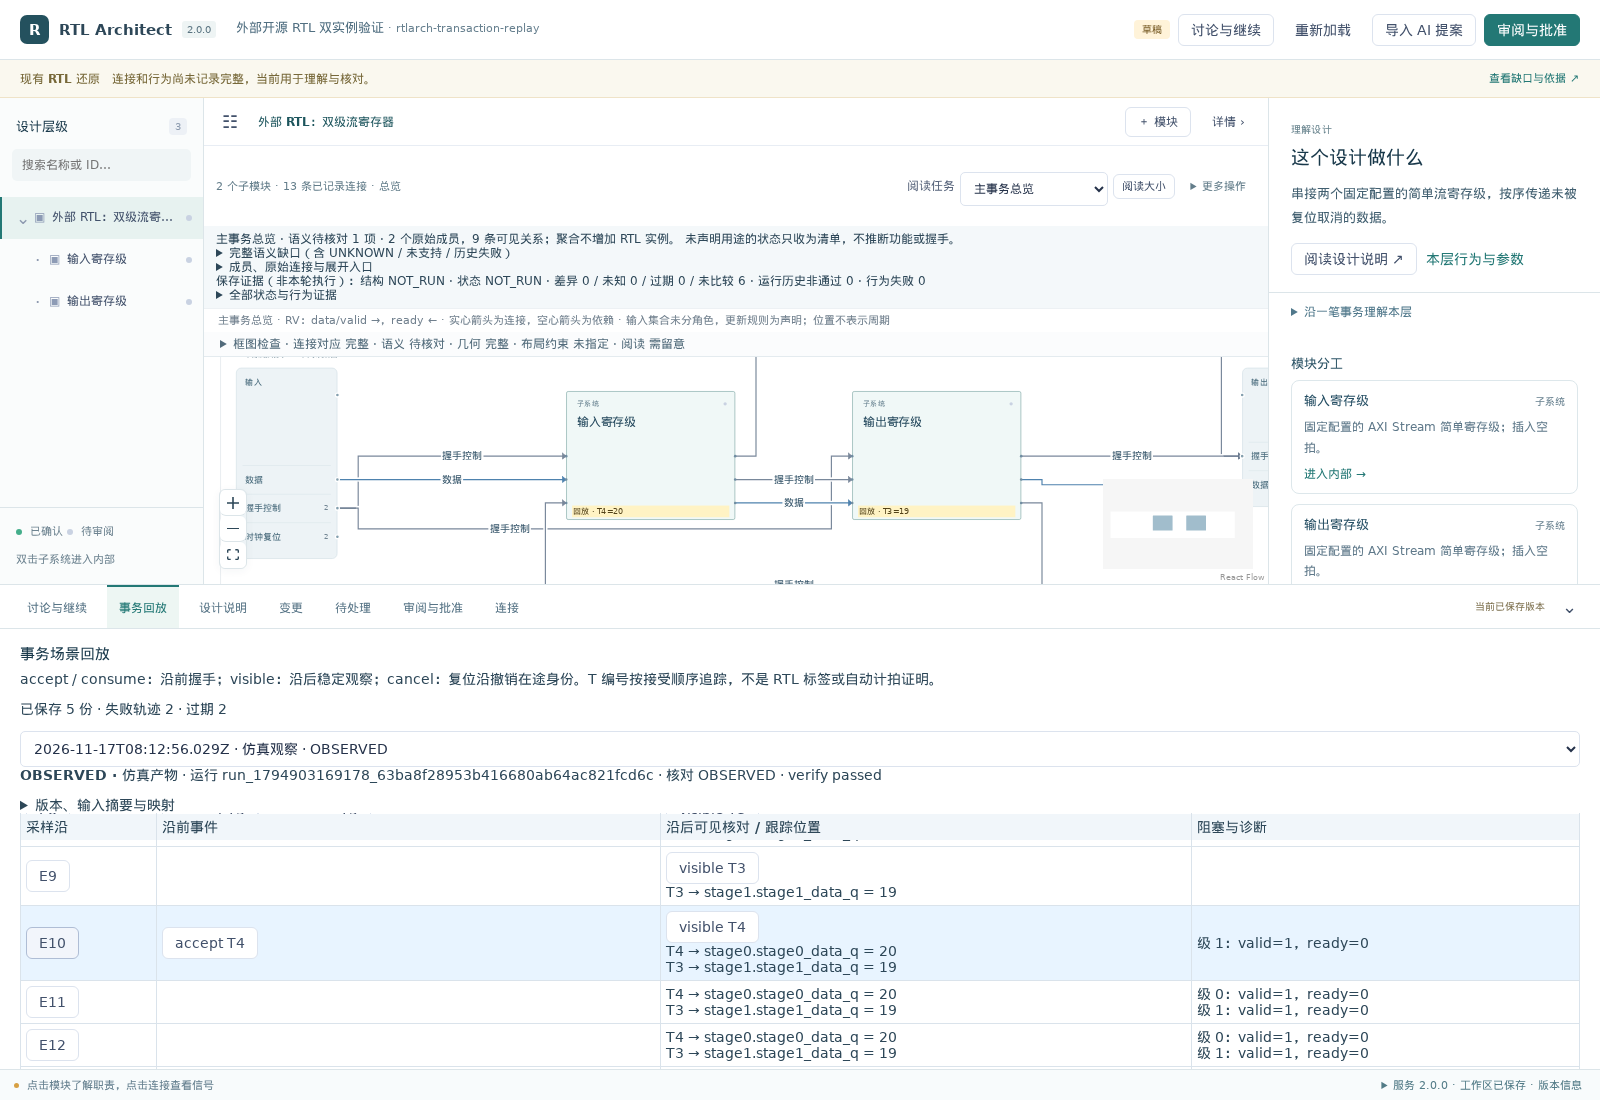 R RTL Architect 2.0.0 外部开源 RTL 双实例验证 · rtlarch-transaction-replay 草稿 讨论与继续 重新加载 导入 AI 提案 审阅与批准
现有 RTL 还原 连接和行为尚未记录完整，当前用于理解与核对。 查看缺口与依据 ↗
设计层级 3
搜索名称或 ID...
⌄ ▣ 外部 RTL：双级流寄...
· ▣ 输入寄存级
· ▣ 输出寄存级
已确认 待审阅
双击子系统进入内部
☷ 外部 RTL：双级流寄存器 ＋ 模块 详情 ›
2 个子模块 · 13 条已记录连接 · 总览 阅读任务 主事务总览 阅读大小 ▶ 更多操作
主事务总览 · 语义待核对 1 项 · 2 个原始成员，9 条可见关系；聚合不增加 RTL 实例。 未声明用途的状态只收为清单，不推断功能或握手。
▶ 完整语义缺口（含 UNKNOWN / 未支持 / 历史失败）
▶ 成员、原始连接与展开入口
保存证据（非本轮执行）：结构 NOT_RUN · 状态 NOT_RUN · 差异 0 / 未知 0 / 过期 0 / 未比较 6 · 运行历史非通过 0 · 行为失败 0
▶ 全部状态与行为证据
主事务总览 · RV: data/valid →，ready ← · 实心箭头为连接，空心箭头为依赖 · 输入集合未分角色，更新规则为声明；位置不表示周期
▶ 框图检查 · 连接对应 完整 · 语义 待核对 · 几何 完整 · 布局约束 未指定 · 阅读 需留意
输入
数据
握手控制 2
时钟复位 2
握手控制
数据
握手控制
子系统
输入寄存级
回放 · T4=20
握手控制
数据
子系统
输出寄存级
回放 · T3=19
握手控制
握手控制
输出
握手
数据
React Flow
理解设计
这个设计做什么
串接两个固定配置的简单流寄存级，按序传递未被
复位取消的数据。
阅读设计说明 ↗ 本层行为与参数
▶ 沿一笔事务理解本层
模块分工
输入寄存级 子系统
固定配置的 AXI Stream 简单寄存级；插入空
拍。
进入内部 →
输出寄存级 子系统
固定配置的 AXI Stream 简单寄存级；插入空
拍。
讨论与继续 事务回放 设计说明 变更 待处理 审阅与批准 连接 当前已保存版本 ⌄
事务场景回放
accept / consume：沿前握手；visible：沿后稳定观察；cancel：复位沿撤销在途身份。T 编号按接受顺序追踪，不是 RTL 标签或自动计拍证明。
已保存 5 份 · 失败轨迹 2 · 过期 2
2026-11-17T08:12:56.029Z · 仿真观察 · OBSERVED
OBSERVED · 仿真产物 · 运行 run_1794903169178_63ba8f28953b416680ab64ac821fcd6c · 核对 OBSERVED · verify passed
▶ 版本、输入摘要与映射
采样沿 沿前事件 沿后可见核对 / 跟踪位置 阻塞与诊断
E9 visible T3
T3 → stage1.stage1_data_q = 19
E10 accept T4 visible T4
T4 → stage0.stage0_data_q = 20
T3 → stage1.stage1_data_q = 19
级 1：valid=1，ready=0
E11 T4 → stage0.stage0_data_q = 20 级 0：valid=1，ready=0
T3 → stage1.stage1_data_q = 19 级 1：valid=1，ready=0
E12 T4 → stage0.stage0_data_q = 20 级 0：valid=1，ready=0
T3 → stage1.stage1_data_q = 19 级 1：valid=1，ready=0
点击模块了解职责，点击连接查看信号 ▶ 服务 2.0.0 · 工作区已保存 · 版本信息